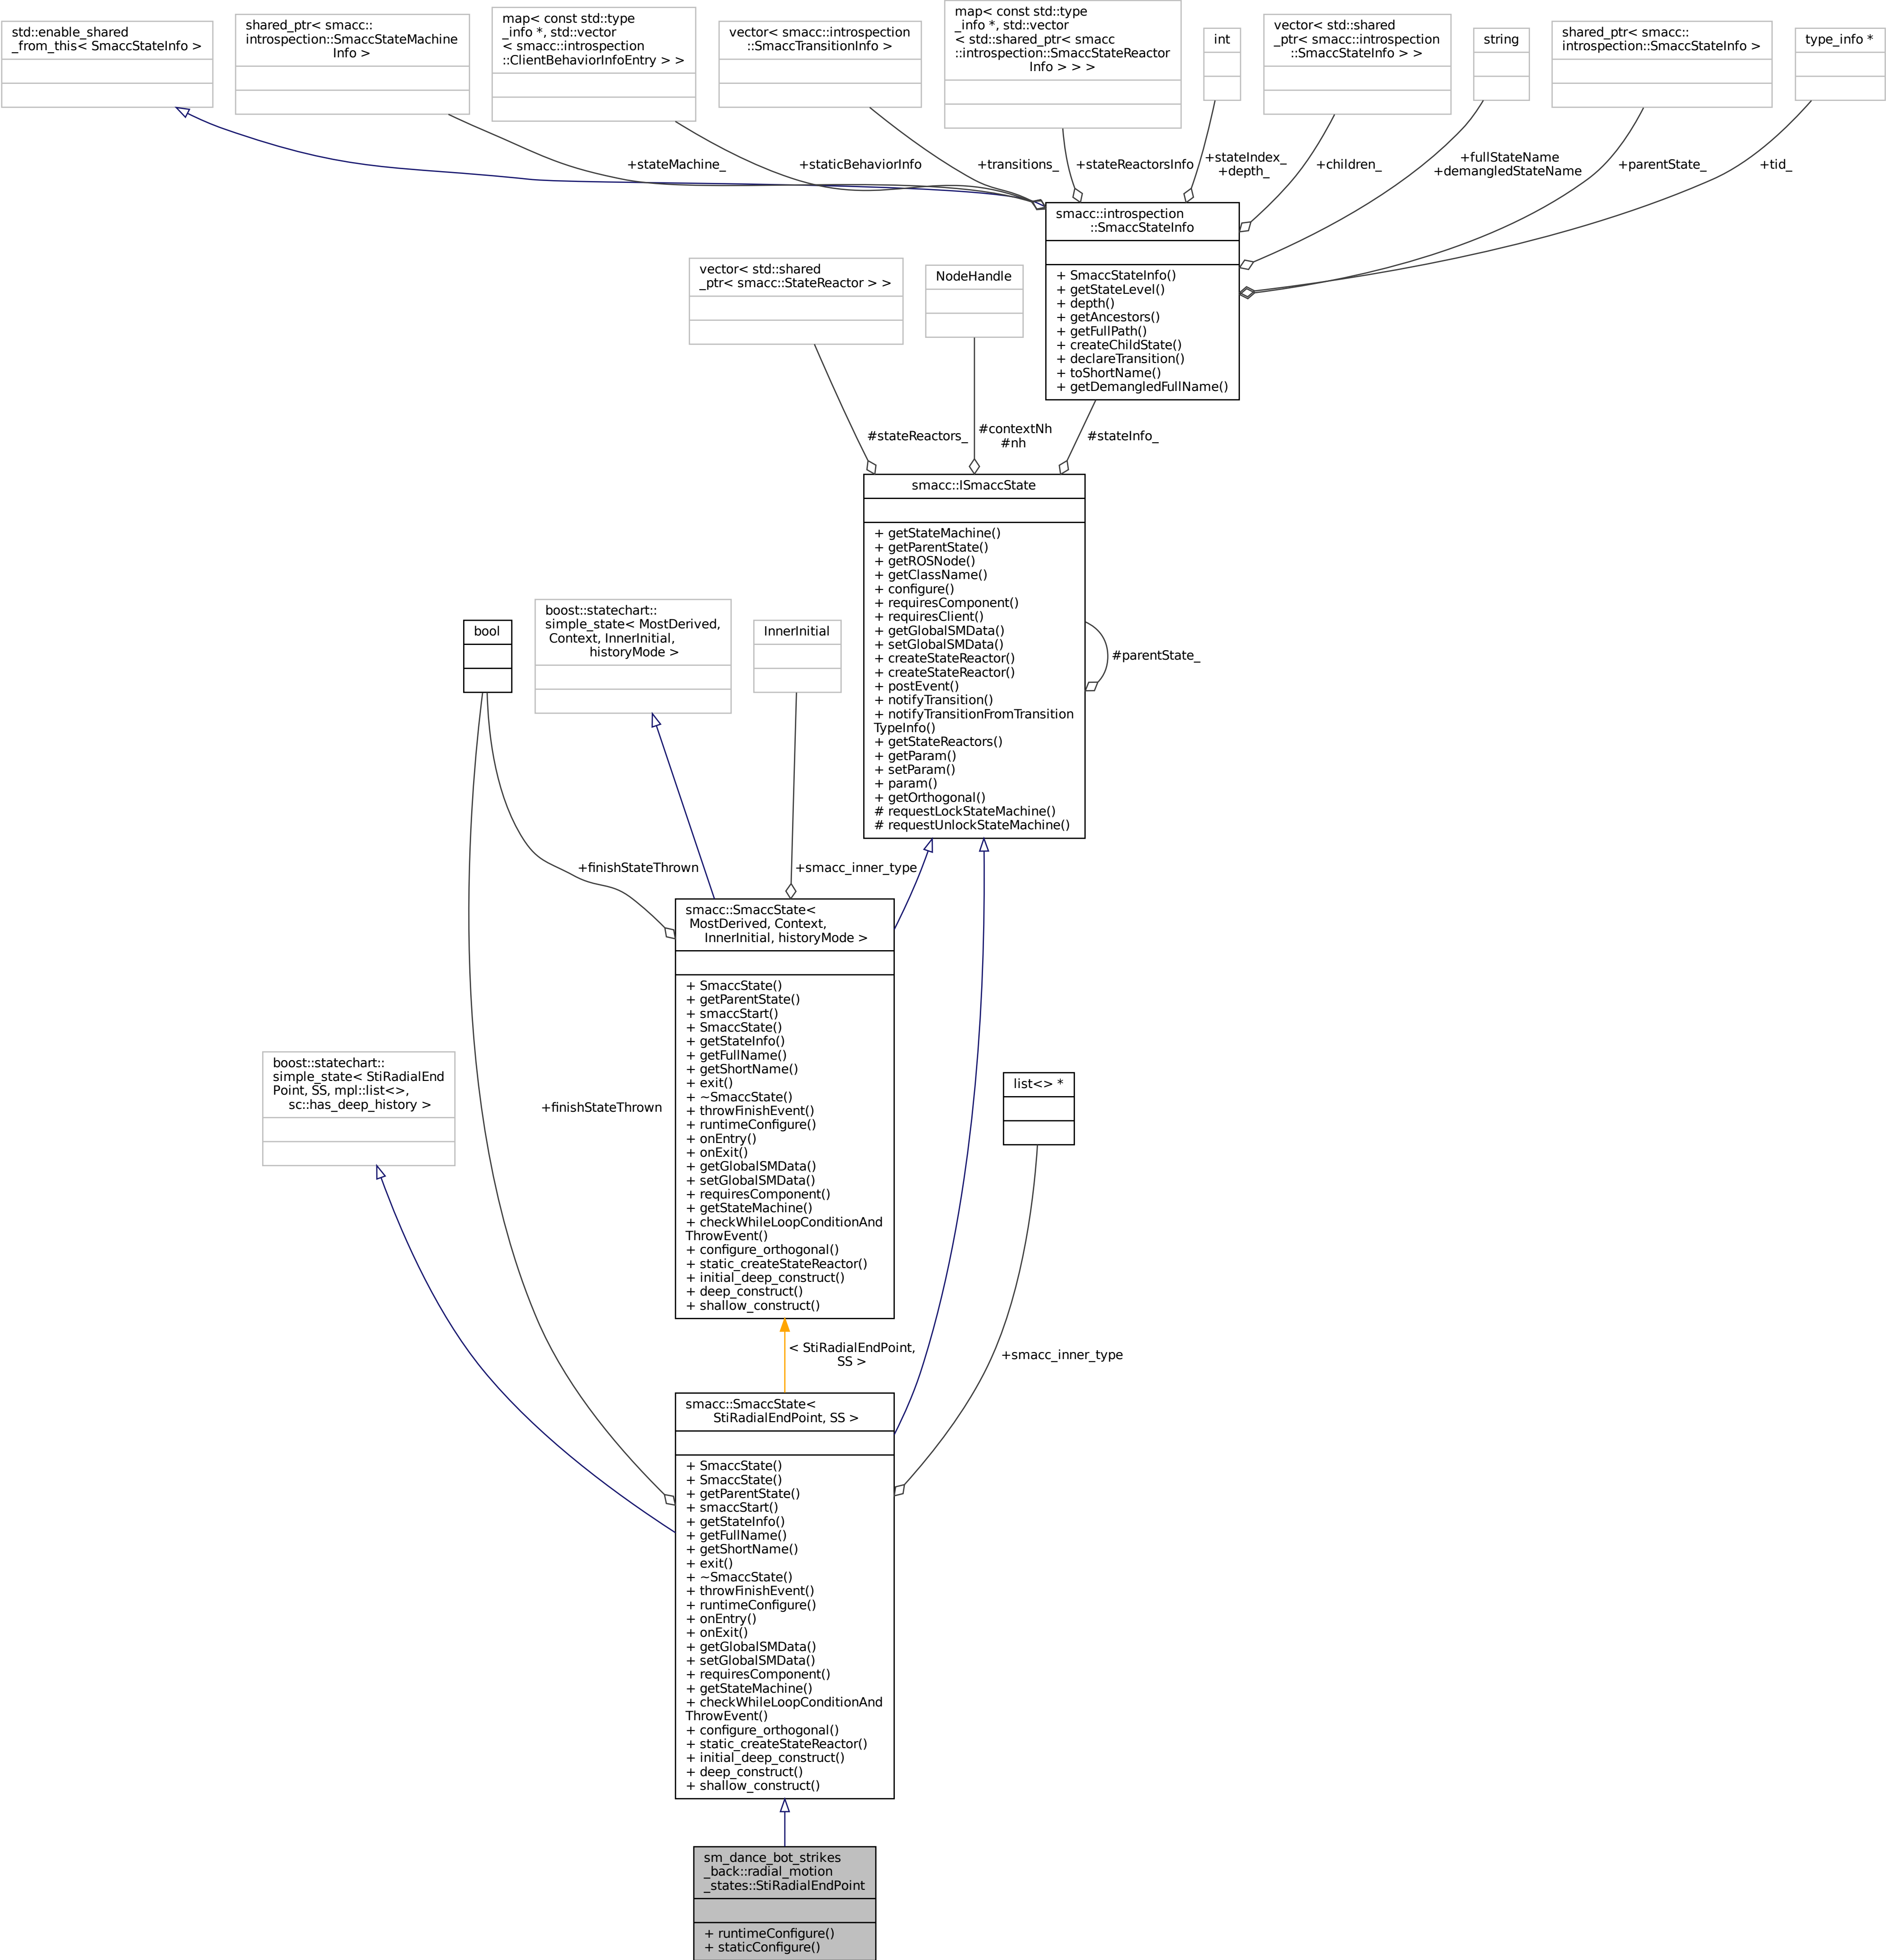 std::enable_shared
_from_this< SmaccStateInfo >
shared_ptr< smacc::
introspection::SmaccStateMachine
Info >
map< const std::type
_info *, std::vector
< smacc::introspection
::ClientBehaviorInfoEntry > >
vector< smacc::introspection
::SmaccTransitionInfo >
map< const std::type
_info *, std::vector
< std::shared_ptr< smacc
::introspection::SmaccStateReactor
Info > > >
int
vector< std::shared
_ptr< smacc::introspection
::SmaccStateInfo > >
string
shared_ptr< smacc::
introspection::SmaccStateInfo >
type_info *
+stateMachine_
+staticBehaviorInfo
+transitions_
+stateReactorsInfo
+stateIndex_
+depth_
+children_
+fullStateName
+demangledStateName
+parentState_
+tid_
smacc::introspection
::SmaccStateInfo
+ SmaccStateInfo()
+ getStateLevel()
+ depth()
+ getAncestors()
+ getFullPath()
+ createChildState()
+ declareTransition()
+ toShortName()
+ getDemangledFullName()
vector< std::shared
_ptr< smacc::StateReactor > >
NodeHandle
#stateReactors_
#contextNh
#nh
#stateInfo_
smacc::ISmaccState
+ getStateMachine()
+ getParentState()
+ getROSNode()
+ getClassName()
+ configure()
+ requiresComponent()
+ requiresClient()
+ getGlobalSMData()
+ setGlobalSMData()
+ createStateReactor()
+ createStateReactor()
+ postEvent()
+ notifyTransition()
+ notifyTransitionFromTransition
TypeInfo()
+ getStateReactors()
+ getParam()
+ setParam()
+ param()
+ getOrthogonal()
# requestLockStateMachine()
# requestUnlockStateMachine()
#parentState_
bool
boost::statechart::
simple_state< MostDerived,
Context, InnerInitial,
historyMode >
InnerInitial
+finishStateThrown
+smacc_inner_type
smacc::SmaccState<
MostDerived, Context,
InnerInitial, historyMode >
+ SmaccState()
+ getParentState()
+ smaccStart()
+ SmaccState()
+ getStateInfo()
+ getFullName()
+ getShortName()
+ exit()
+ ~SmaccState()
+ throwFinishEvent()
+ runtimeConfigure()
+ onEntry()
+ onExit()
+ getGlobalSMData()
+ setGlobalSMData()
+ requiresComponent()
+ getStateMachine()
+ checkWhileLoopConditionAnd
ThrowEvent()
+ configure_orthogonal()
+ static_createStateReactor()
+ initial_deep_construct()
+ deep_construct()
+ shallow_construct()
boost::statechart::
simple_state< StiRadialEnd
Point, SS, mpl::list<>,
sc::has_deep_history >
+finishStateThrown
list<> *
< StiRadialEndPoint,
SS >
+smacc_inner_type
smacc::SmaccState<
StiRadialEndPoint, SS >
+ SmaccState()
+ SmaccState()
+ getParentState()
+ smaccStart()
+ getStateInfo()
+ getFullName()
+ getShortName()
+ exit()
+ ~SmaccState()
+ throwFinishEvent()
+ runtimeConfigure()
+ onEntry()
+ onExit()
+ getGlobalSMData()
+ setGlobalSMData()
+ requiresComponent()
+ getStateMachine()
+ checkWhileLoopConditionAnd
ThrowEvent()
+ configure_orthogonal()
+ static_createStateReactor()
+ initial_deep_construct()
+ deep_construct()
+ shallow_construct()
sm_dance_bot_strikes
_back::radial_motion
_states::StiRadialEndPoint
+ runtimeConfigure()
+ staticConfigure()